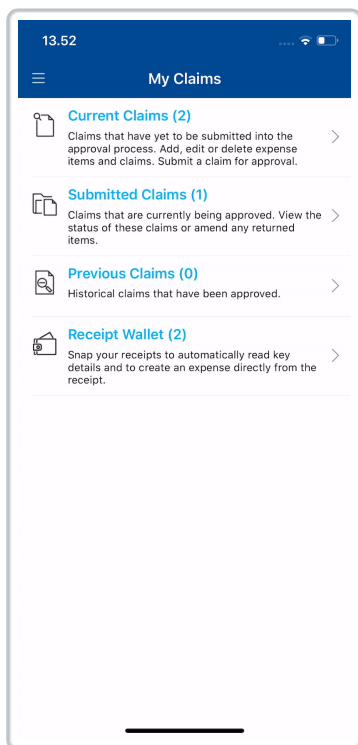 13.52
My Claims
Current Claims (2)
Claims that have yet to be submitted into the
approval process. Add, edit or delete expense
items and claims. Submit a claim for approval.
Submitted Claims (1)
Claims that are currently being approved. View the
status of these claims or amend any returned
items.
Previous Claims (0)
Historical claims that have been approved.
Receipt Wallet (2)
Snap your receipts to automatically read key
details and to create an expense directly from the
receipt.